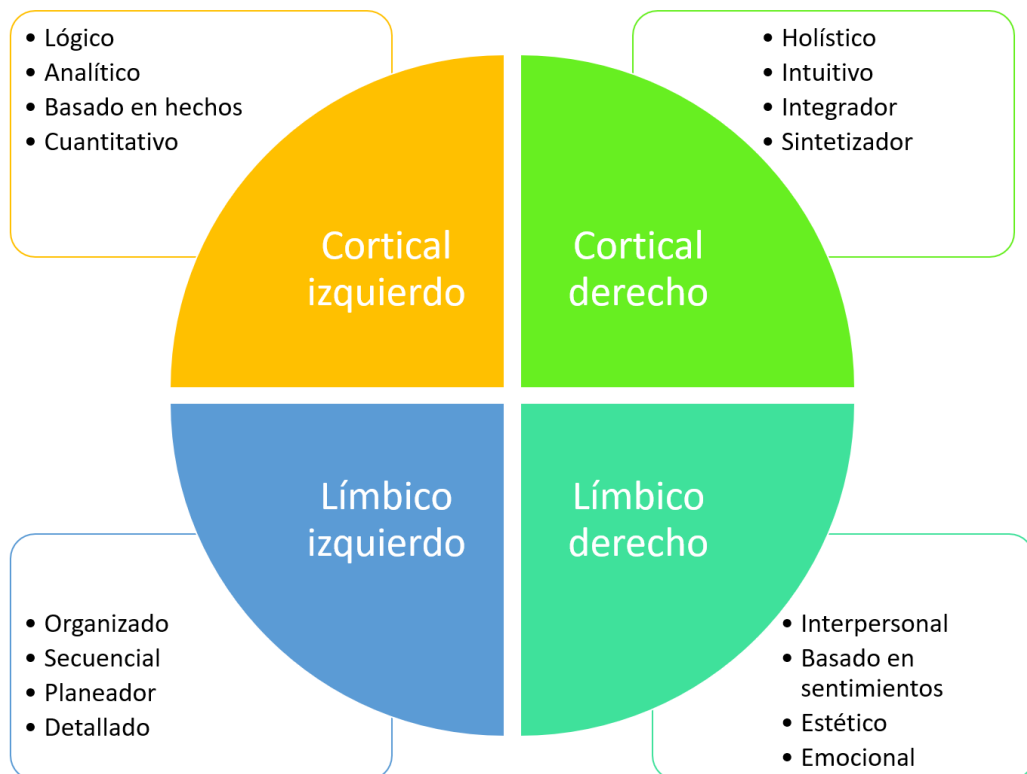 • Lógico
• Analítico
• Basado en hechos
• Cuantitativo
• Holístico
• Intuitivo
• Integrador
• Sintetizador
Cortical
izquierdo
Cortical
derecho
Límbico
izquierdo
Límbico
derecho
• Organizado
• Secuencial
• Planeador
• Detallado
• Interpersonal
• Basado en
sentimientos
• Estético
• Emocional